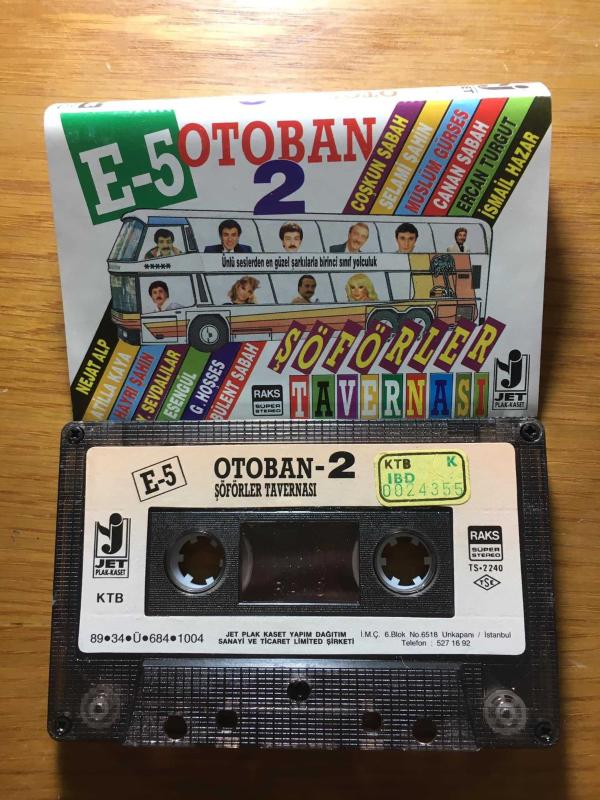 E-5
OTOBAN
2
COŞKUN SABAH
SELAMİ ŞAHİN
MÜSLÜM GÜRSES
CANAN SABAH
ERCAN TURGUT
İSMAİL HAZAR
★★★★★
Ünlü seslerden en güzel şarkılarla birinci sınıf yolculuk
NEJAT ALP
ATİLLA KAYA
HAYRİ ŞAHİN
SEVDALILAR
ESENGÜL
G. HOŞSES
BÜLENT SABAH
ŞÖFÖRLER
TAVERNASI
RAKS
SÜPER
STEREO
JET
PLAK-KASET
E-5
OTOBAN-2
ŞÖFÖRLER TAVERNASI
KTB K
IBD
0024355
JET
PLAK-KASET
KTB
RAKS
SÜPER
STEREO
TS•2240
TSK
89•34•Ü•684•1004
JET PLAK KASET YAPIM DAĞITIM
SANAYİ VE TİCARET LİMİTED ŞİRKETİ
İ.M.Ç. 6.Blok No.6518 Unkapanı / İstanbul
Telefon : 527 16 92